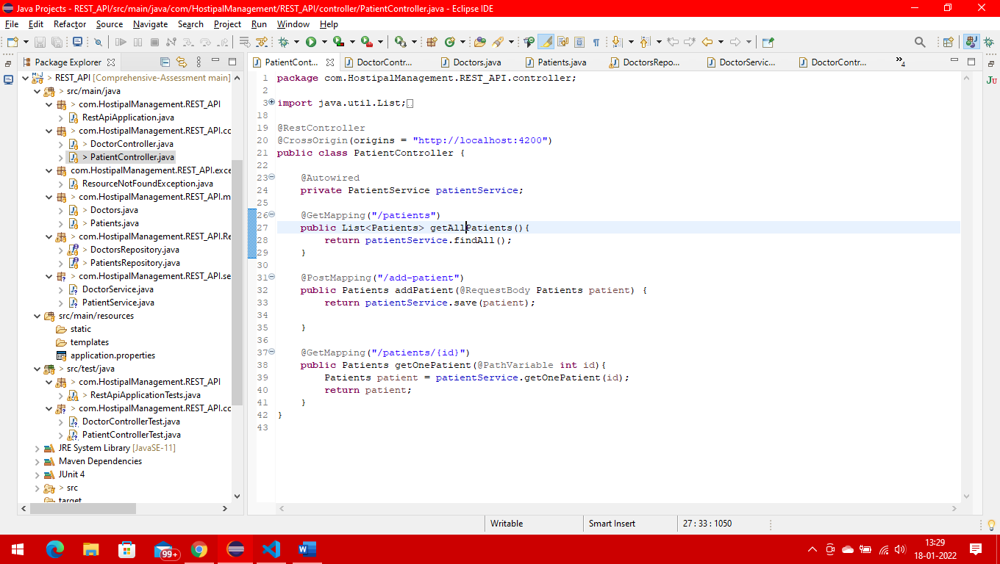 Java Projects - REST_API/src/main/java/com/HostipalManagement/REST_API/controller/PatientController.java - Eclipse IDE
File Edit Refactor Source Navigate Search Project Run Window Help
Package Explorer
PatientCont... DoctorContr... Doctors.java Patients.java DoctorsRepo... DoctorServic... DoctorContr... 4
> REST_API [Comprehensive-Assessment main]
> src/main/java
> com.HostipalManagement.REST_API
RestApiApplication.java
> com.HostipalManagement.REST_API.co
> DoctorController.java
> PatientController.java
com.HostipalManagement.REST_API.exce
ResourceNotFoundException.java
> com.HostipalManagement.REST_API.m
> Doctors.java
> Patients.java
> com.HostipalManagement.REST_API.Re
> DoctorsRepository.java
> PatientsRepository.java
> com.HostipalManagement.REST_API.se
DoctorService.java
PatientService.java
src/main/resources
static
templates
application.properties
> src/test/java
> com.HostipalManagement.REST_API
> RestApiApplicationTests.java
> com.HostipalManagement.REST_API.cc
DoctorControllerTest.java
PatientControllerTest.java
JRE System Library [JavaSE-11]
Maven Dependencies
JUnit 4
> src
target
1 package com.HostipalManagement.REST_API.controller;
2
3 import java.util.List;
18
19 @RestController
20 @CrossOrigin(origins = "http://localhost:4200")
21 public class PatientController {
22
23 @Autowired
24 private PatientService patientService;
25
26 @GetMapping("/patients")
27 public List<Patients> getAllPatients(){
28 return patientService.findAll();
29 }
30
31 @PostMapping("/add-patient")
32 public Patients addPatient(@RequestBody Patients patient) {
33 return patientService.save(patient);
34
35 }
36
37 @GetMapping("/patients/{id}")
38 public Patients getOnePatient(@PathVariable int id){
39 Patients patient = patientService.getOnePatient(id);
40 return patient;
41 }
42 }
43
Writable Smart Insert 27 : 33 : 1050
99+
13:29
18-01-2022